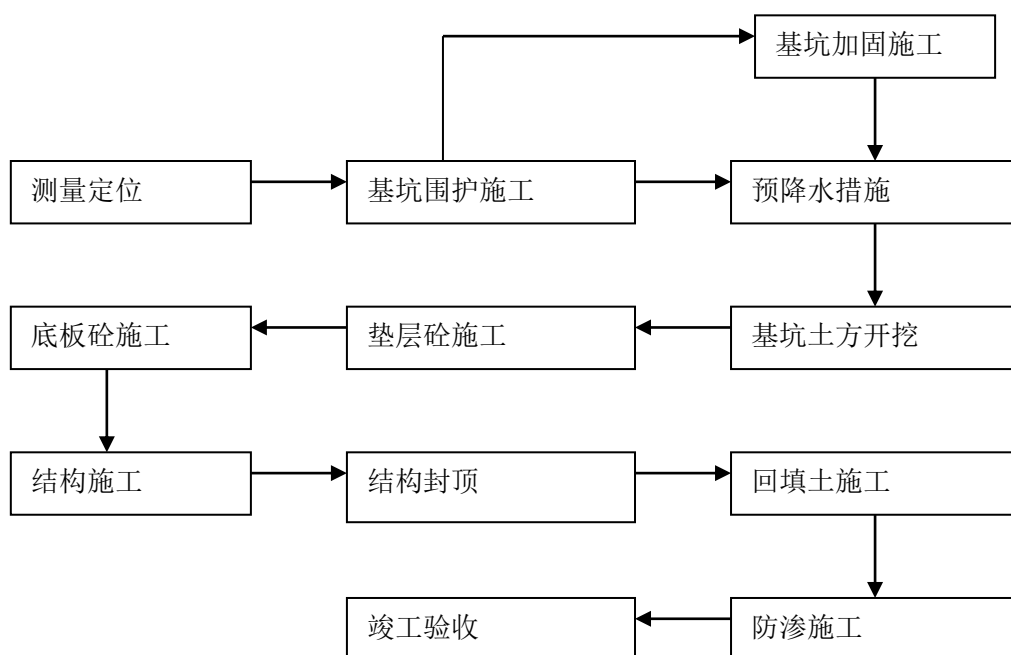 基坑加固施工
测量定位
基坑围护施工
预降水措施
底板砼施工
垫层砼施工
基坑土方开挖
结构施工
结构封顶
回填土施工
竣工验收
防渗施工